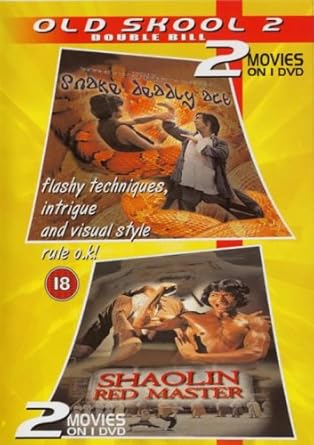 OLD SKOOL 2
DOUBLE BILL
2 MOVIES
ON 1 DVD
Snake deadly act
flashy techniques,
intrigue
and visual style
rule o.k!
18
SHAOLIN
RED MASTER
2 MOVIES
ON 1 DVD